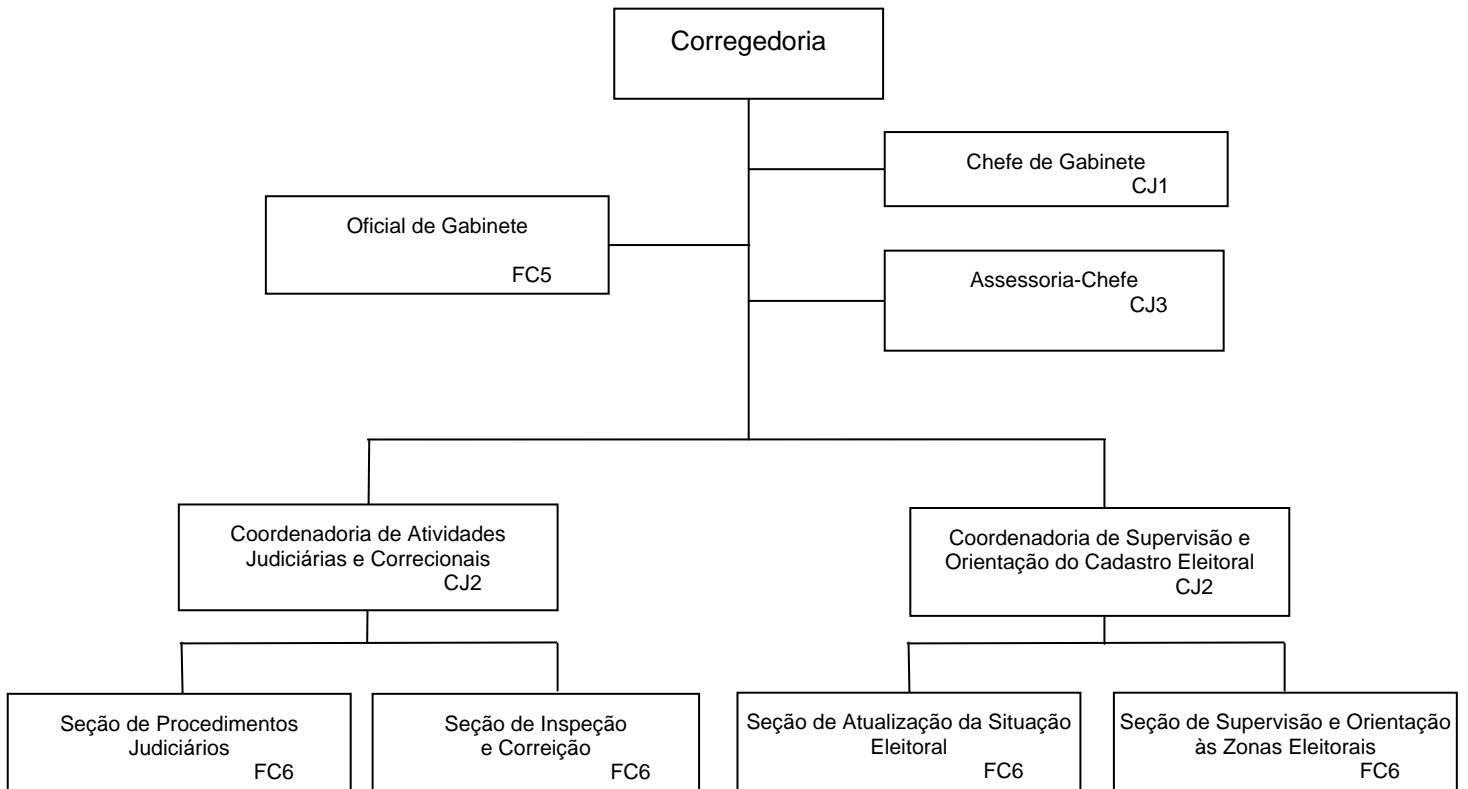 Corregedoria
Chefe de Gabinete
CJ1
Oficial de Gabinete
FC5
Assessoria-Chefe
CJ3
Coordenadoria de Atividades
Judiciárias e Correcionais
CJ2
Coordenadoria de Supervisão e
Orientação do Cadastro Eleitoral
CJ2
Seção de Procedimentos
Judiciários
FC6
Seção de Inspeção
e Correição
FC6
Seção de Atualização da Situação
Eleitoral
FC6
Seção de Supervisão e Orientação
às Zonas Eleitorais
FC6